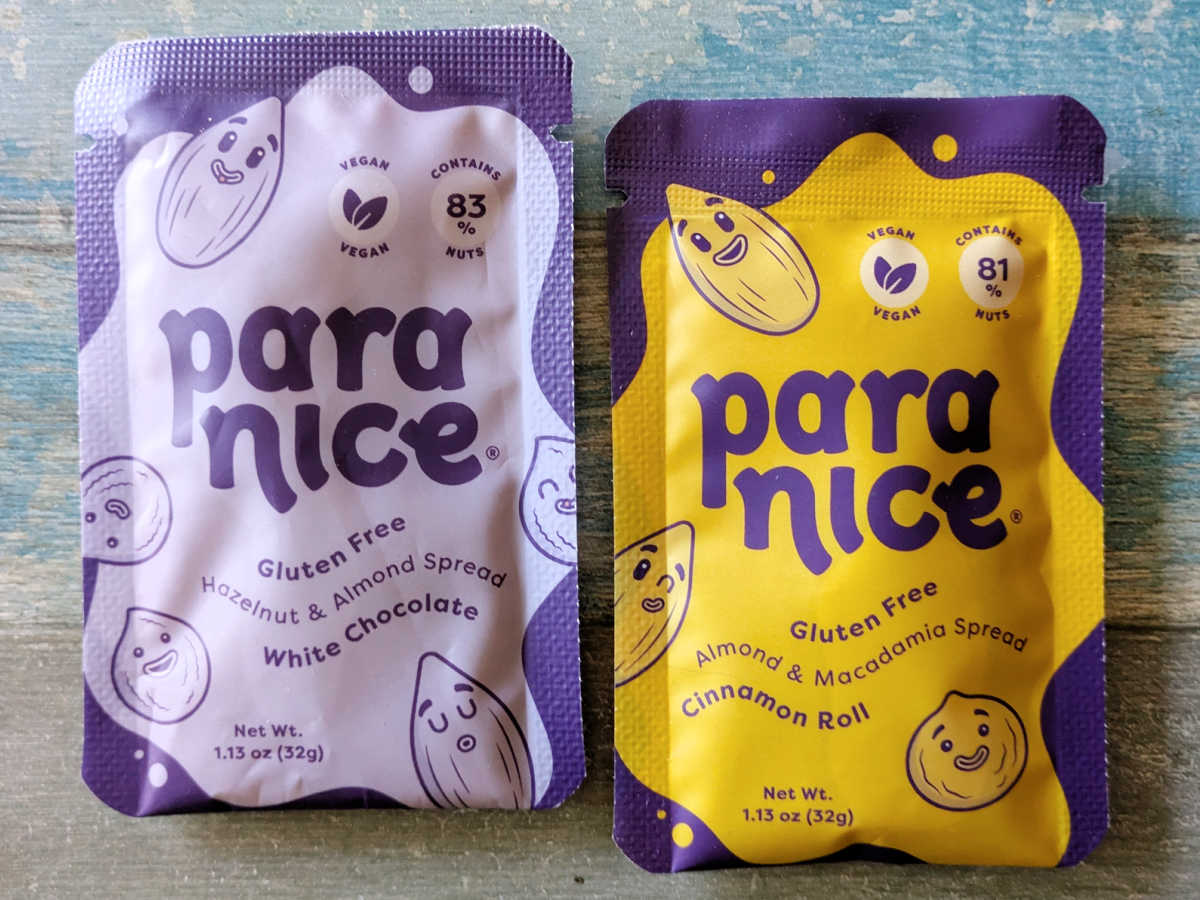 VEGAN
VEGAN
CONTAINS
83
%
NUTS
para
nice®
Gluten Free
Hazelnut & Almond Spread
White Chocolate
Net Wt.
1.13 oz (32g)
VEGAN
VEGAN
CONTAINS
81
%
NUTS
para
nice®
Gluten Free
Almond & Macadamia Spread
Cinnamon Roll
Net Wt.
1.13 oz (32g)